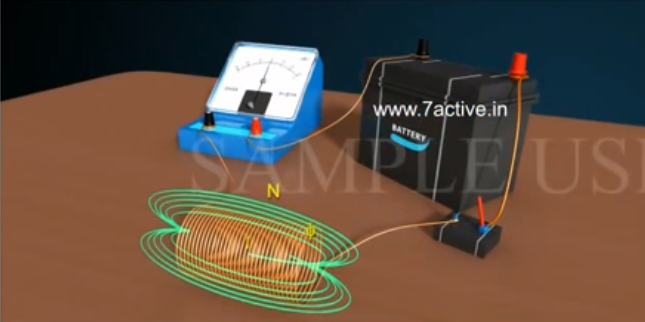 www.7active.in
BATTERY
SAMPLE USE
N
φ